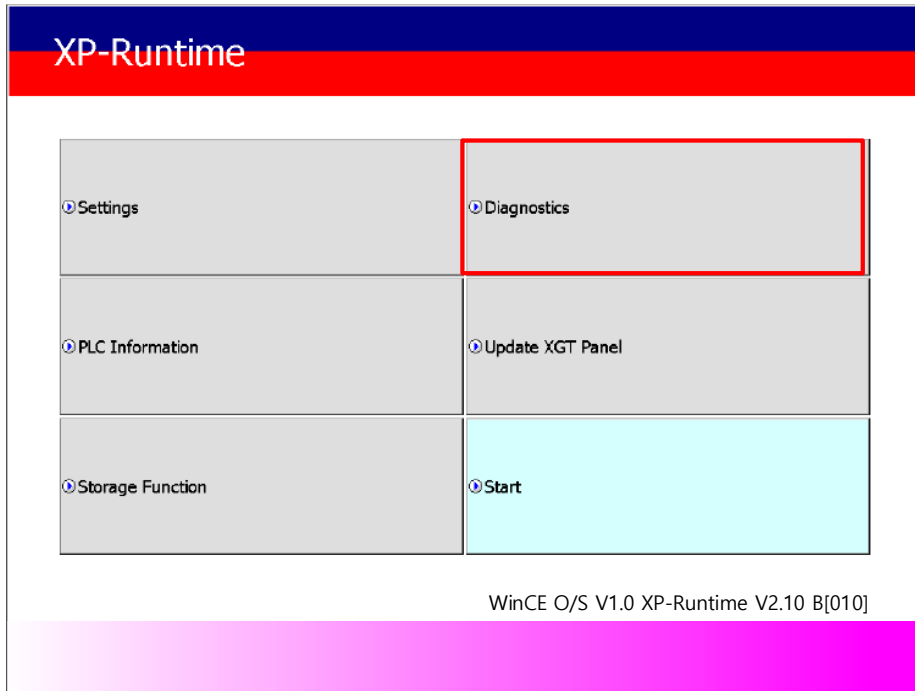 XP-Runtime
Settings
Diagnostics
PLC Information
Update XGT Panel
Storage Function
Start
WinCE O/S V1.0 XP-Runtime V2.10 B[010]